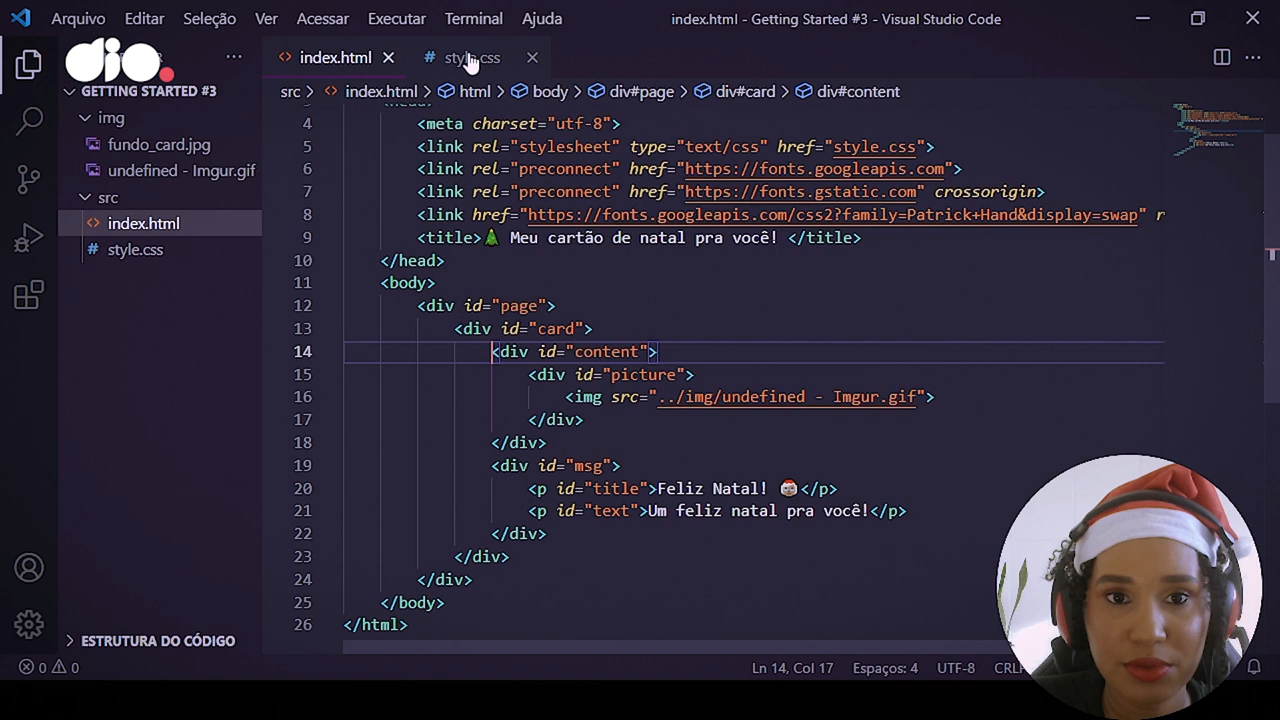 Arquivo Editar Seleção Ver Acessar Executar Terminal Ajuda index.html - Getting Started #3 - Visual Studio Code
dio.
index.html style.css
GETTING STARTED #3
src > index.html > html > body > div#page > div#card > div#content
img
fundo_card.jpg
undefined - Imgur.gif
src
index.html
style.css
4 <meta charset="utf-8">
5 <link rel="stylesheet" type="text/css" href="style.css">
6 <link rel="preconnect" href="https://fonts.googleapis.com">
7 <link rel="preconnect" href="https://fonts.gstatic.com" crossorigin>
8 <link href="https://fonts.googleapis.com/css2?family=Patrick+Hand&display=swap" r
9 <title>🎄 Meu cartão de natal pra você! </title>
10 </head>
11 <body>
12 <div id="page">
13 <div id="card">
14 <div id="content">
15 <div id="picture">
16 <img src="../img/undefined - Imgur.gif">
17 </div>
18 </div>
19 <div id="msg">
20 <p id="title">Feliz Natal! 🎅</p>
21 <p id="text">Um feliz natal pra você!</p>
22 </div>
23 </div>
24 </div>
25 </body>
26 </html>
ESTRUTURA DO CÓDIGO
0 0 Ln 14, Col 17 Espaços: 4 UTF-8 CRL